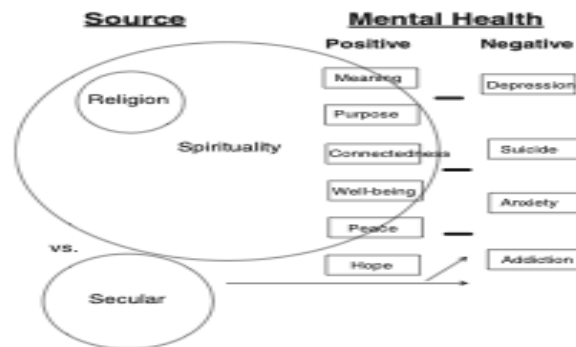 Source
Mental Health
Positive
Negative
Religion
Spirituality
vs.
Secular
Meaning
Purpose
Connectedness
Well-being
Peace
Hope
Depression
Suicide
Anxiety
Addiction